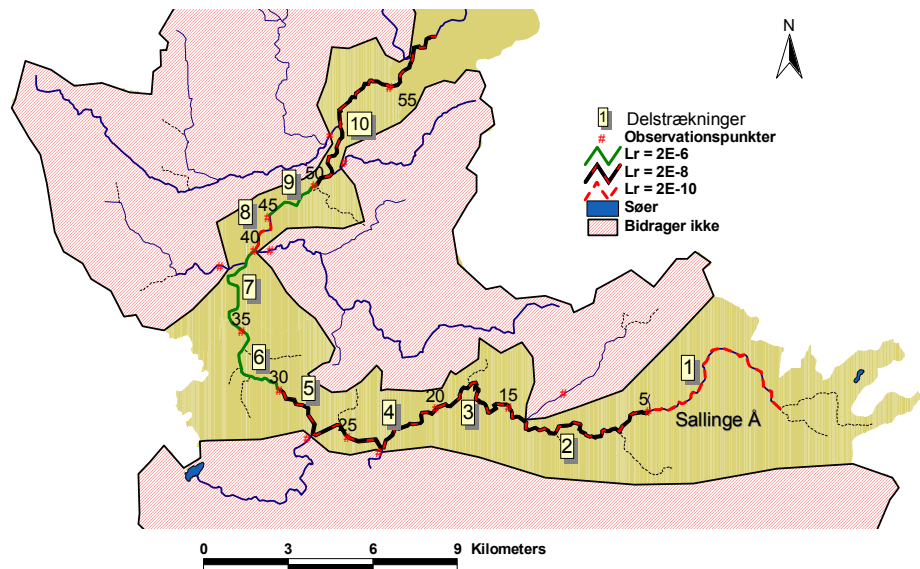 N
1 Delstrækninger
# Observationspunkter
Lr = 2E-6
Lr = 2E-8
Lr = 2E-10
Søer
Bidrager ikke
55
10
50
9
45
8
40
7
35
6
30
5
25
4
20
3
15
2
5
1
Sallinge Å
0 3 6 9 Kilometers